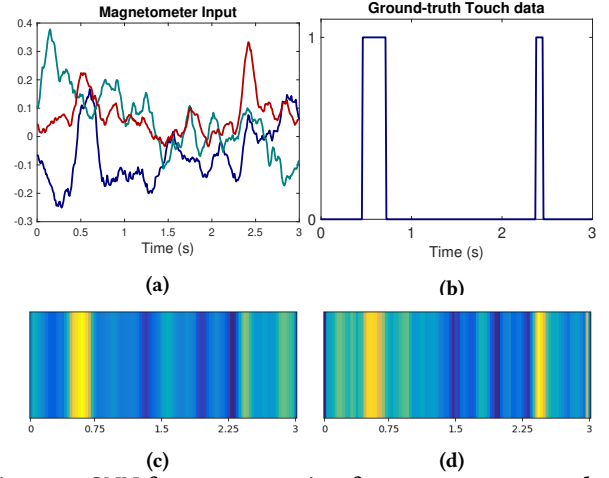 Magnetometer Input
Ground-truth Touch data
0.4
0.3
0.2
0.1
0
-0.1
-0.2
-0.3
0 0.5 1 1.5 2 2.5 3
Time (s)
1
0
0 1 2 3
Time (s)
(a)
(b)
0 0.75 1.5 2.25 3
0 0.75 1.5 2.25 3
(c)
(d)
CNN f